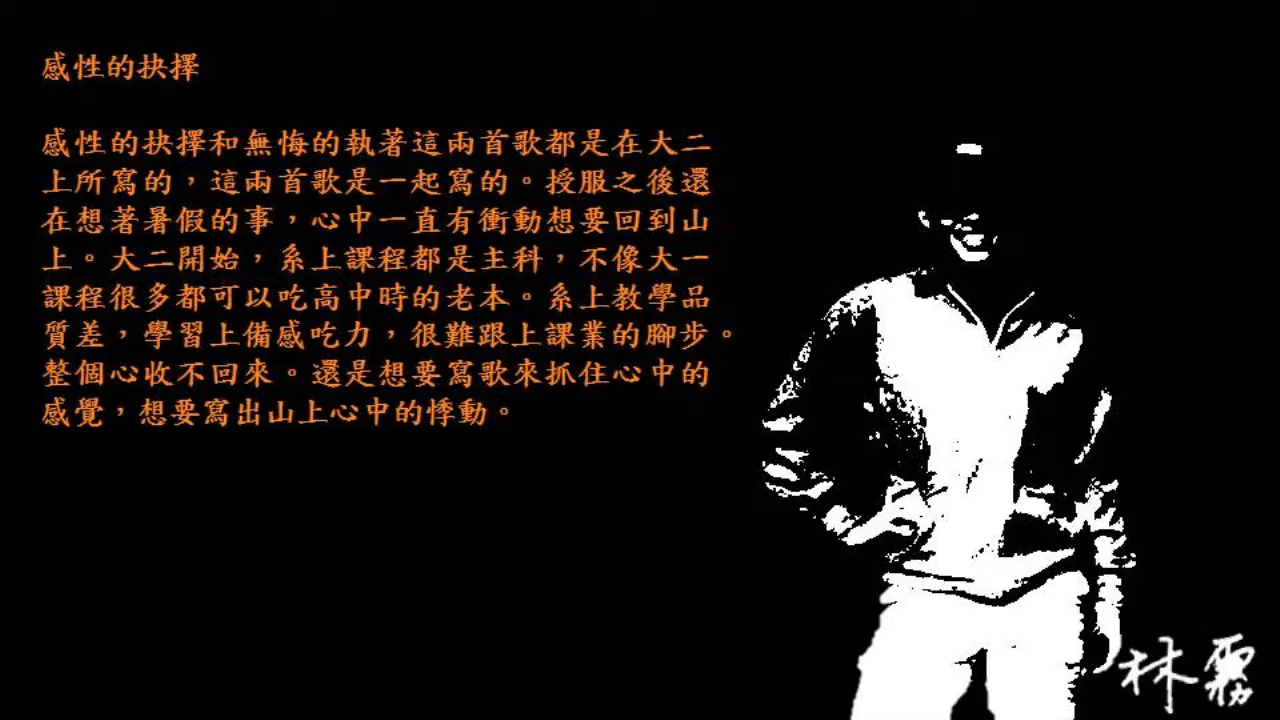 感性的抉擇
感性的抉擇和無悔的執著這兩首歌都是在大二
上所寫的，這兩首歌是一起寫的。授服之後還
在想著暑假的事，心中一直有衝動想要回到山
上。大二開始，系上課程都是主科，不像大一
課程很多都可以吃高中時的老本。系上教學品
質差，學習上備感吃力，很難跟上課業的腳步。
整個心收不回來。還是想要寫歌來抓住心中的
感覺，想要寫出山上心中的悸動。
林霧